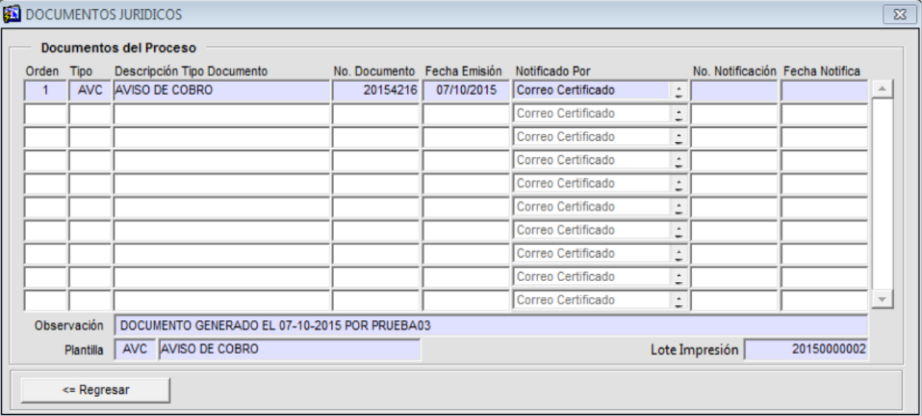 DOCUMENTOS JURIDICOS
Documentos del Proceso
Orden Tipo Descripción Tipo Documento No. Documento Fecha Emisión Notificado Por No. Notificación Fecha Notifica
1 AVC AVISO DE COBRO 20154216 07/10/2015 Correo Certificado
Correo Certificado
Correo Certificado
Correo Certificado
Correo Certificado
Correo Certificado
Correo Certificado
Correo Certificado
Correo Certificado
Correo Certificado
Observación DOCUMENTO GENERADO EL 07-10-2015 POR PRUEBA03
Plantilla AVC AVISO DE COBRO Lote Impresión 20150000002
<= Regresar